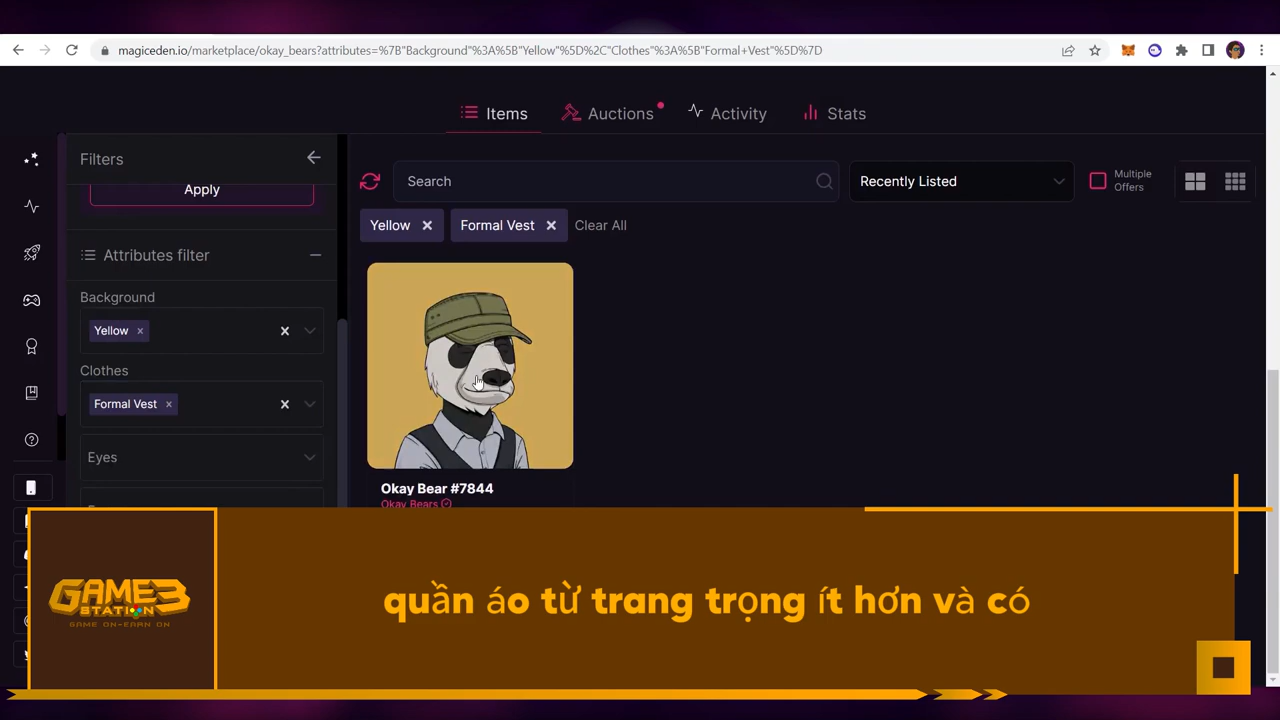 magiceden.io/marketplace/okay_bears?attributes=%7B"Background"%3A%5B"Yellow"%5D%2C"Clothes"%3A%5B"Formal+Vest"%5D%7D
Items
Auctions
Activity
Stats
Filters
Apply
Search
Recently Listed
Multiple
Offers
Yellow
Formal Vest
Clear All
Attributes filter
Background
Yellow
Clothes
Formal Vest
Eyes
Okay Bear #7844
Okay Bears
GAME3
STATION
GAME ON-EARN ON
quần áo từ trang trọng ít hơn và có